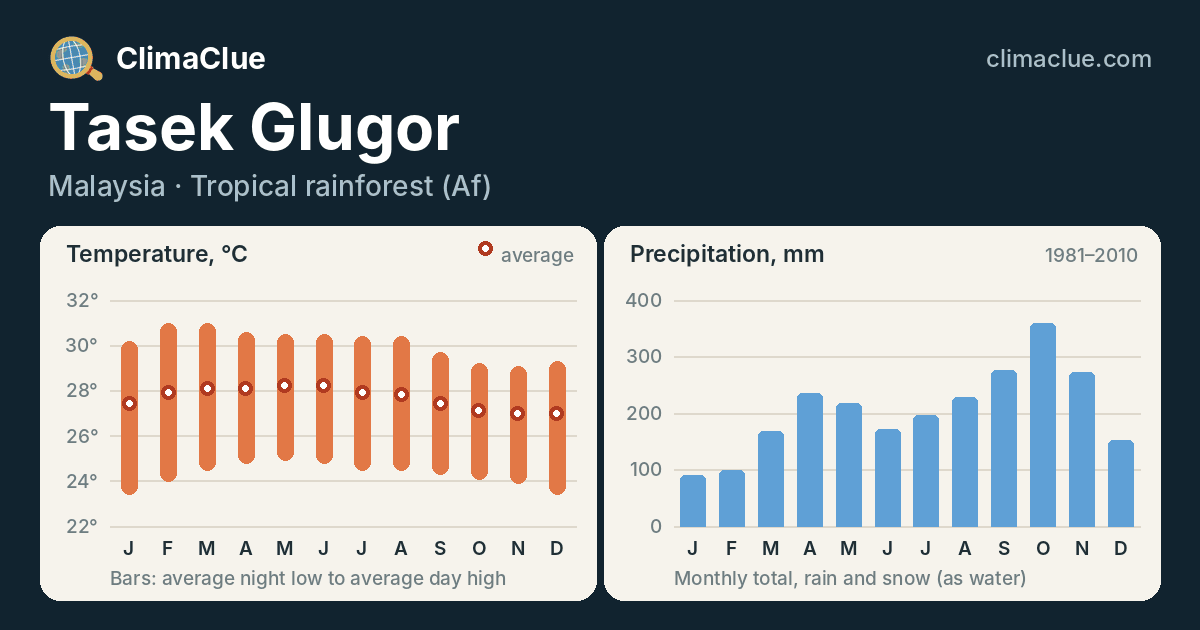 ClimaClue
climaclue.com
Tasek Glugor
Malaysia · Tropical rainforest (Af)
Temperature, °C
average
32°
30°
28°
26°
24°
22°
J F M A M J J A S O N D
Bars: average night low to average day high
Precipitation, mm
1981–2010
400
300
200
100
0
J F M A M J J A S O N D
Monthly total, rain and snow (as water)